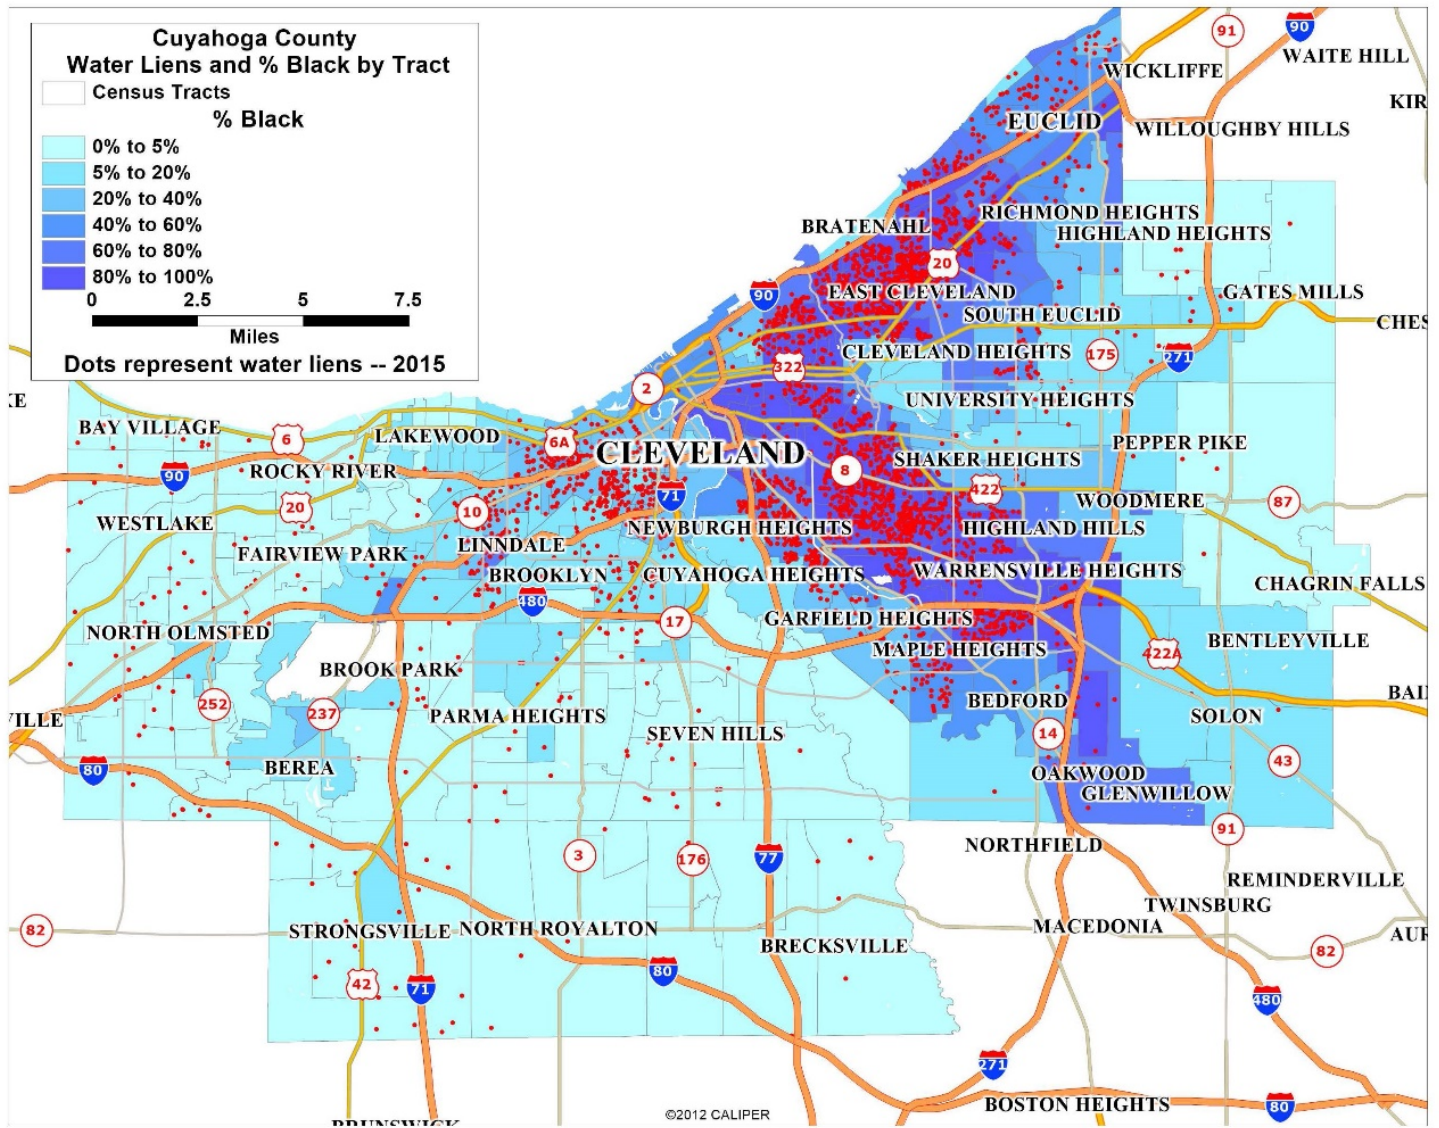 Cuyahoga County
Water Liens and % Black by Tract
Census Tracts
% Black
0% to 5%
5% to 20%
20% to 40%
40% to 60%
60% to 80%
80% to 100%
0 2.5 5 7.5
Miles
Dots represent water liens -- 2015
91
90
WAITE HILL
WICKLIFFE
KIR
EUCLID
WILLOUGHBY HILLS
RICHMOND HEIGHTS
BRATENAHL
HIGHLAND HEIGHTS
20
90
EAST CLEVELAND
GATES MILLS
SOUTH EUCLID
CHES
CLEVELAND HEIGHTS
175
271
322
2
KE
UNIVERSITY HEIGHTS
BAY VILLAGE
6
LAKEWOOD
6A
PEPPER PIKE
CLEVELAND
SHAKER HEIGHTS
90
ROCKY RIVER
8
422
71
WOODMERE
87
20
10
WESTLAKE
NEWBURGH HEIGHTS
HIGHLAND HILLS
LINNDALE
FAIRVIEW PARK
BROOKLYN
CUYAHOGA HEIGHTS
WARRENSVILLE HEIGHTS
CHAGRIN FALLS
480
17
GARFIELD HEIGHTS
NORTH OLMSTED
BENTLEYVILLE
MAPLE HEIGHTS
422A
BROOK PARK
BAI
252
237
BEDFORD
VILLE
PARMA HEIGHTS
SOLON
SEVEN HILLS
14
80
BEREA
43
OAKWOOD
GLENWILLOW
91
NORTHFIELD
3
176
77
REMINDERVILLE
TWINSBURG
82
STRONGSVILLE
NORTH ROYALTON
MACEDONIA
AUR
BRECKSVILLE
82
80
42
71
480
271
BOSTON HEIGHTS
80
©2012 CALIPER
BRUNSWICK